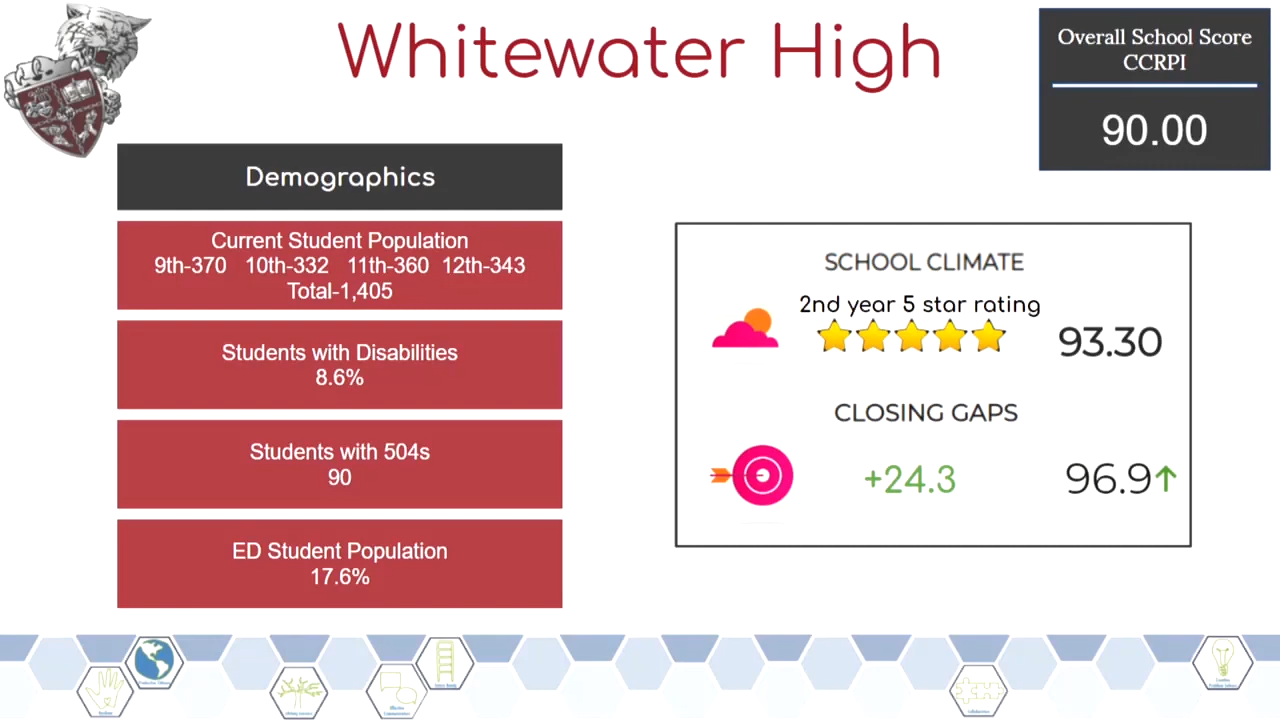 Whitewater High
Overall School Score
CCRPI
90.00
Demographics
Current Student Population
9th-370 10th-332 11th-360 12th-343
Total-1,405
Students with Disabilities
8.6%
Students with 504s
90
ED Student Population
17.6%
SCHOOL CLIMATE
2nd year 5 star rating
93.30
CLOSING GAPS
+24.3
96.9↑